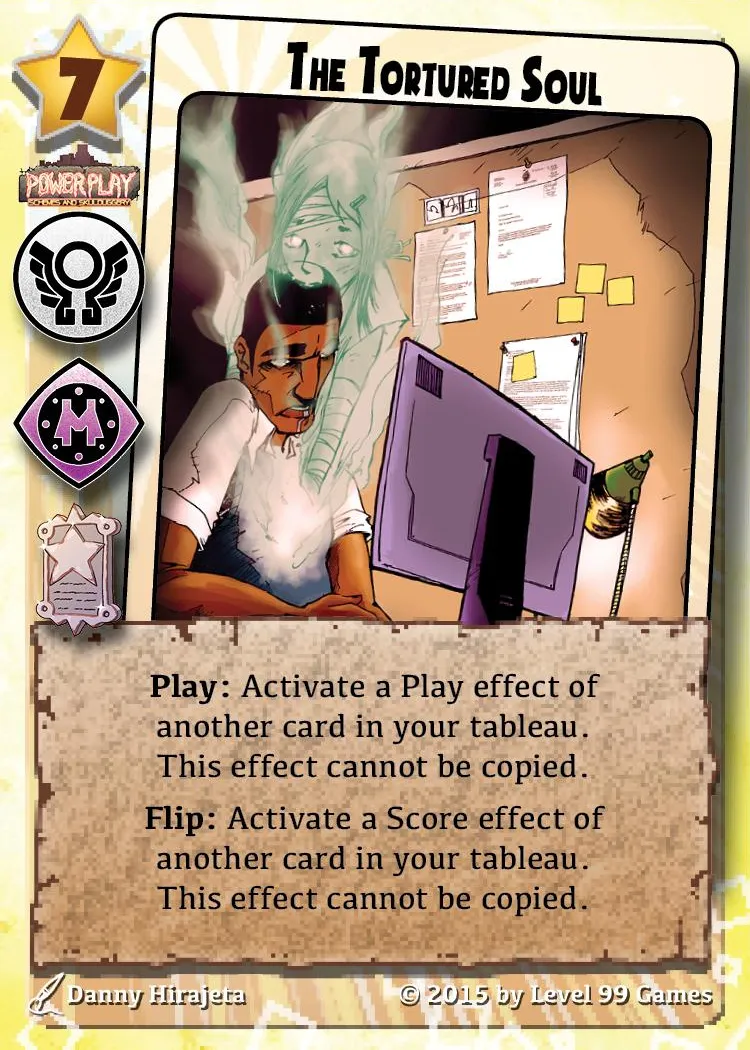 7
THE TORTURED SOUL
POWERPLAY
SCHEMES AND SKULDUGGERY
M
Play: Activate a Play effect of
another card in your tableau.
This effect cannot be copied.
Flip: Activate a Score effect of
another card in your tableau.
This effect cannot be copied.
Danny Hirajeta
© 2015 by Level 99 Games